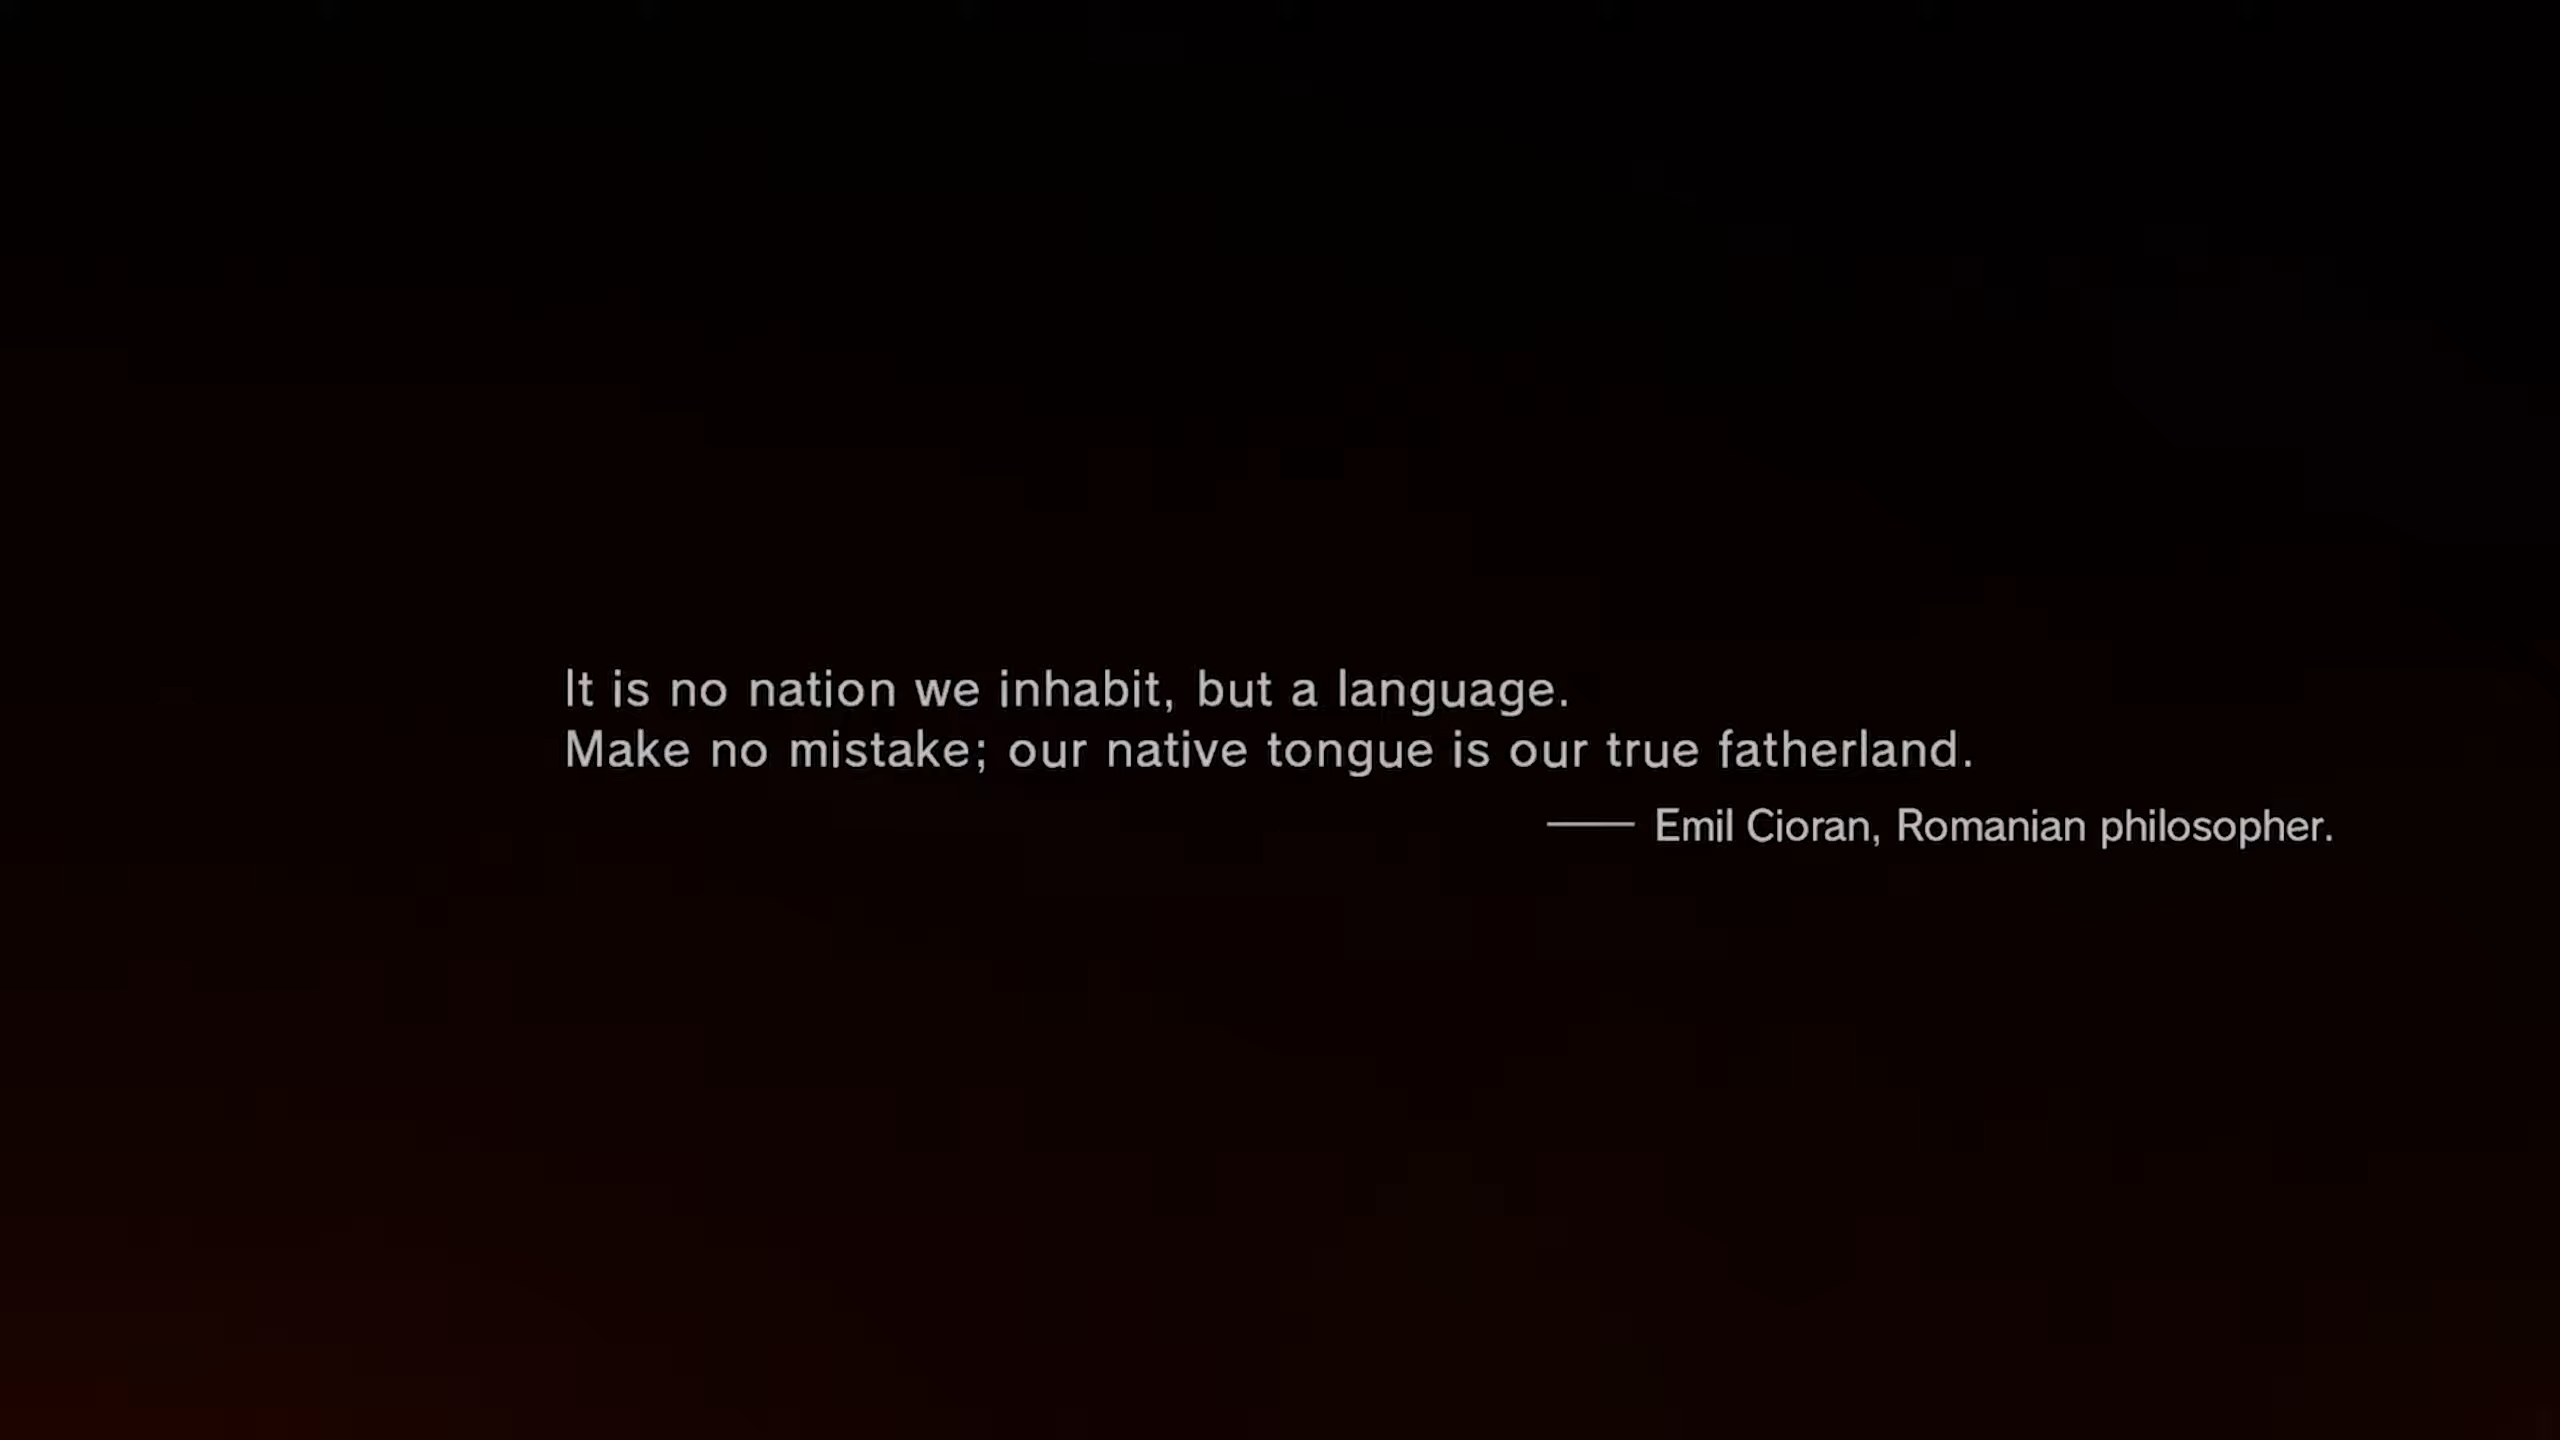 It is no nation we inhabit, but a language.
Make no mistake; our native tongue is our true fatherland.
—— Emil Cioran, Romanian philosopher.